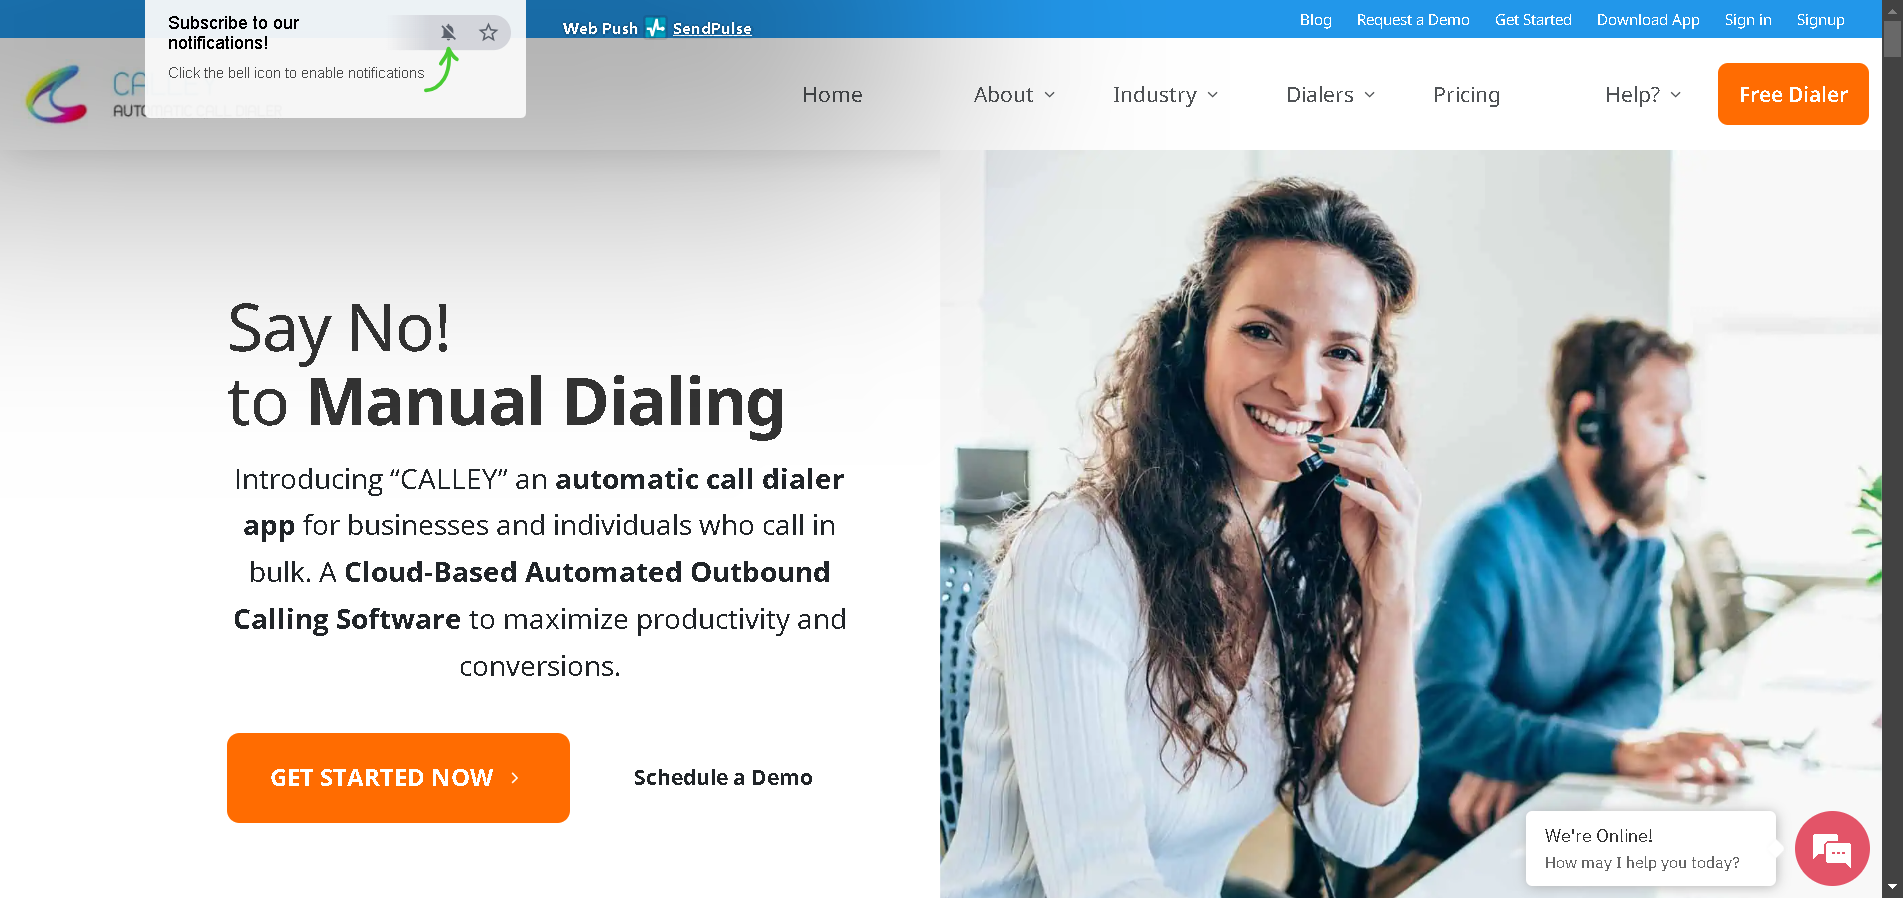 Subscribe to our
notifications!
Click the bell icon to enable notifications
Web Push SendPulse
Blog Request a Demo Get Started Download App Sign in Signup
Home About Industry Dialers Pricing Help? Free Dialer
Say No!
to Manual Dialing
Introducing “CALLEY” an automatic call dialer
app for businesses and individuals who call in
bulk. A Cloud-Based Automated Outbound
Calling Software to maximize productivity and
conversions.
GET STARTED NOW
Schedule a Demo
We're Online!
How may I help you today?